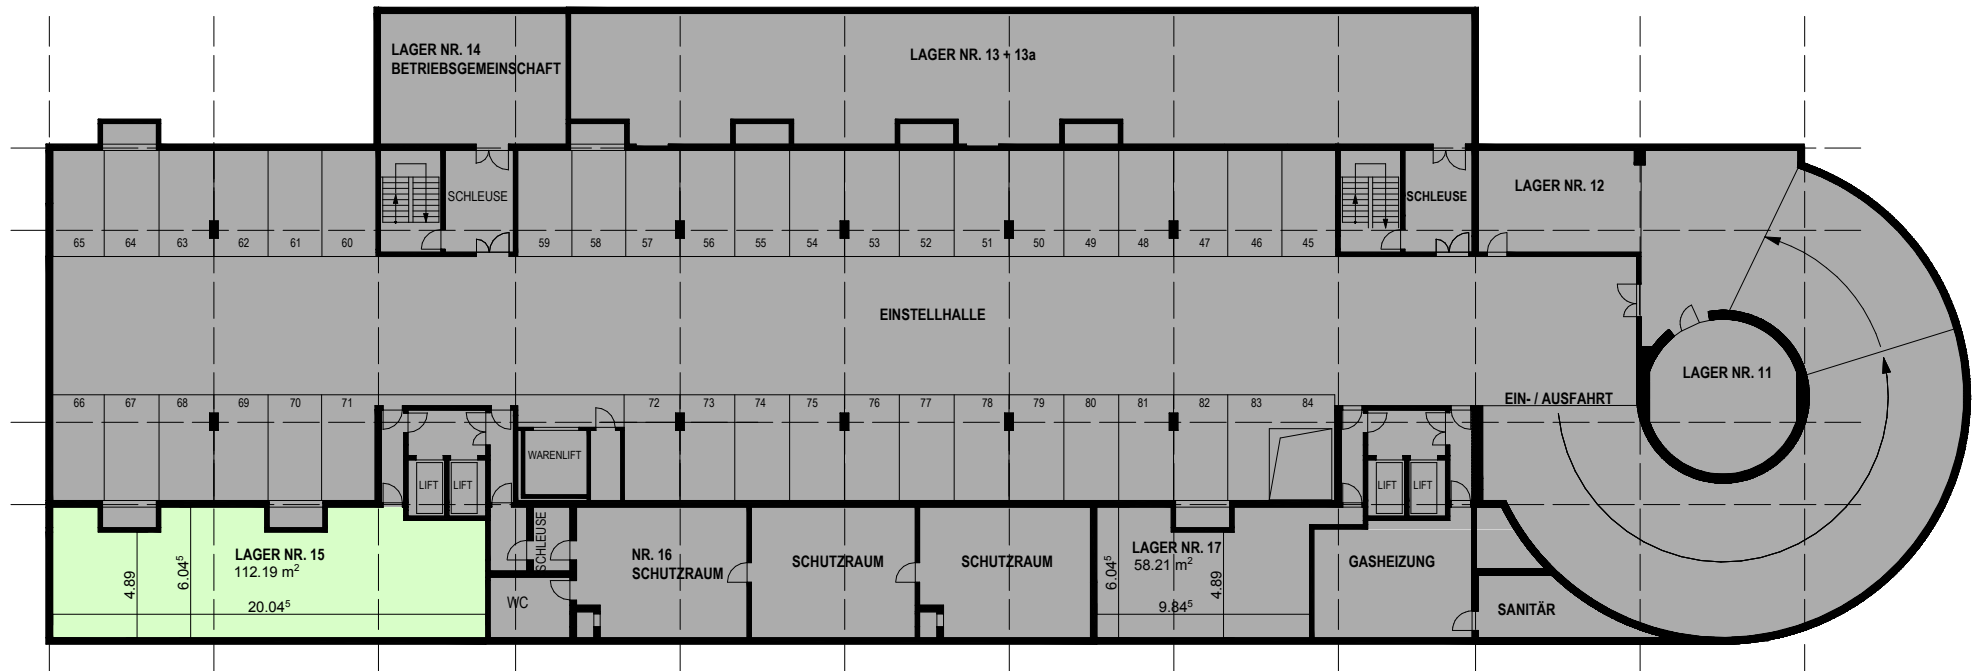 LAGER NR. 14
BETRIEBSGEMEINSCHAFT
LAGER NR. 13 + 13a
SCHLEUSE
SCHLEUSE
LAGER NR. 12
65 64 63 62 61 60 59 58 57 56 55 54 53 52 51 50 49 48 47 46 45
EINSTELLHALLE
LAGER NR. 11
EIN- / AUSFAHRT
66 67 68 69 70 71 72 73 74 75 76 77 78 79 80 81 82 83 84
WARENLIFT
LIFT LIFT
LIFT LIFT
LAGER NR. 15
112.19 m²
4.89
6.04⁵
20.04⁵
SCHLEUSE
WC
NR. 16
SCHUTZRAUM
SCHUTZRAUM
SCHUTZRAUM
LAGER NR. 17
58.21 m²
6.04⁵
4.89
9.84⁵
GASHEIZUNG
SANITÄR